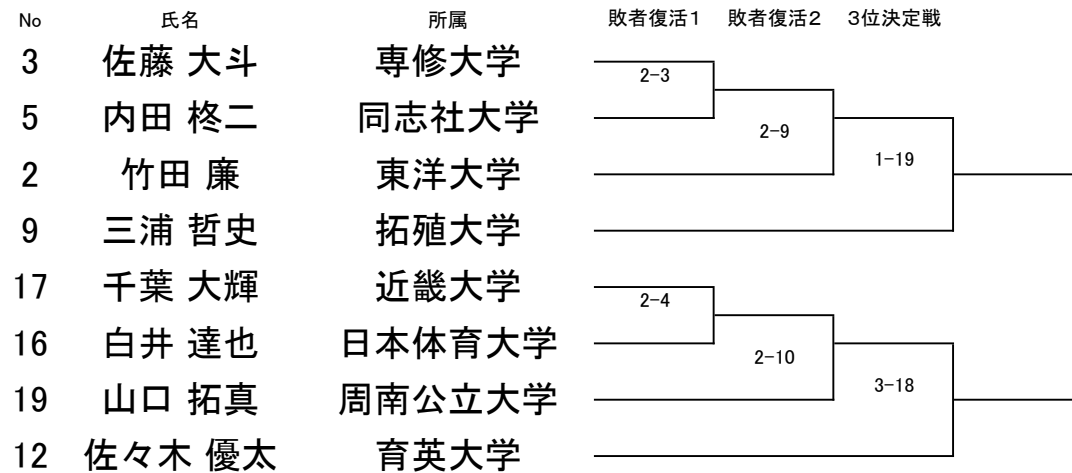 No 氏名 所属 敗者復活1 敗者復活2 3位決定戦
3 佐藤 大斗 専修大学
2-3
5 内田 柊二 同志社大学
2-9
2 竹田 廉 東洋大学
1-19
9 三浦 哲史 拓殖大学
17 千葉 大輝 近畿大学
2-4
16 白井 達也 日本体育大学
2-10
19 山口 拓真 周南公立大学
3-18
12 佐々木 優太 育英大学